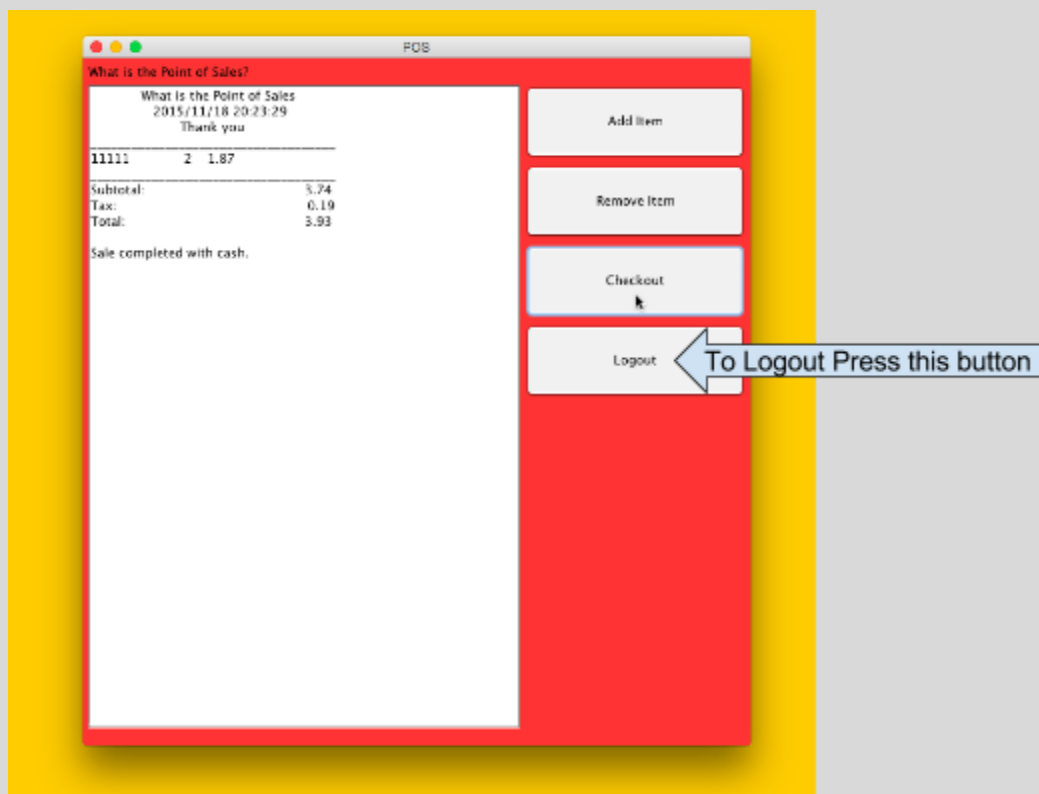 POS
What is the Point of Sales?
What is the Point of Sales
2015/11/18 20:23:29
Thank you
11111 2 1.87
Subtotal: 3.74
Tax: 0.19
Total: 3.93
Sale completed with cash.
Add Item
Remove Item
Checkout
Logout
To Logout Press this button